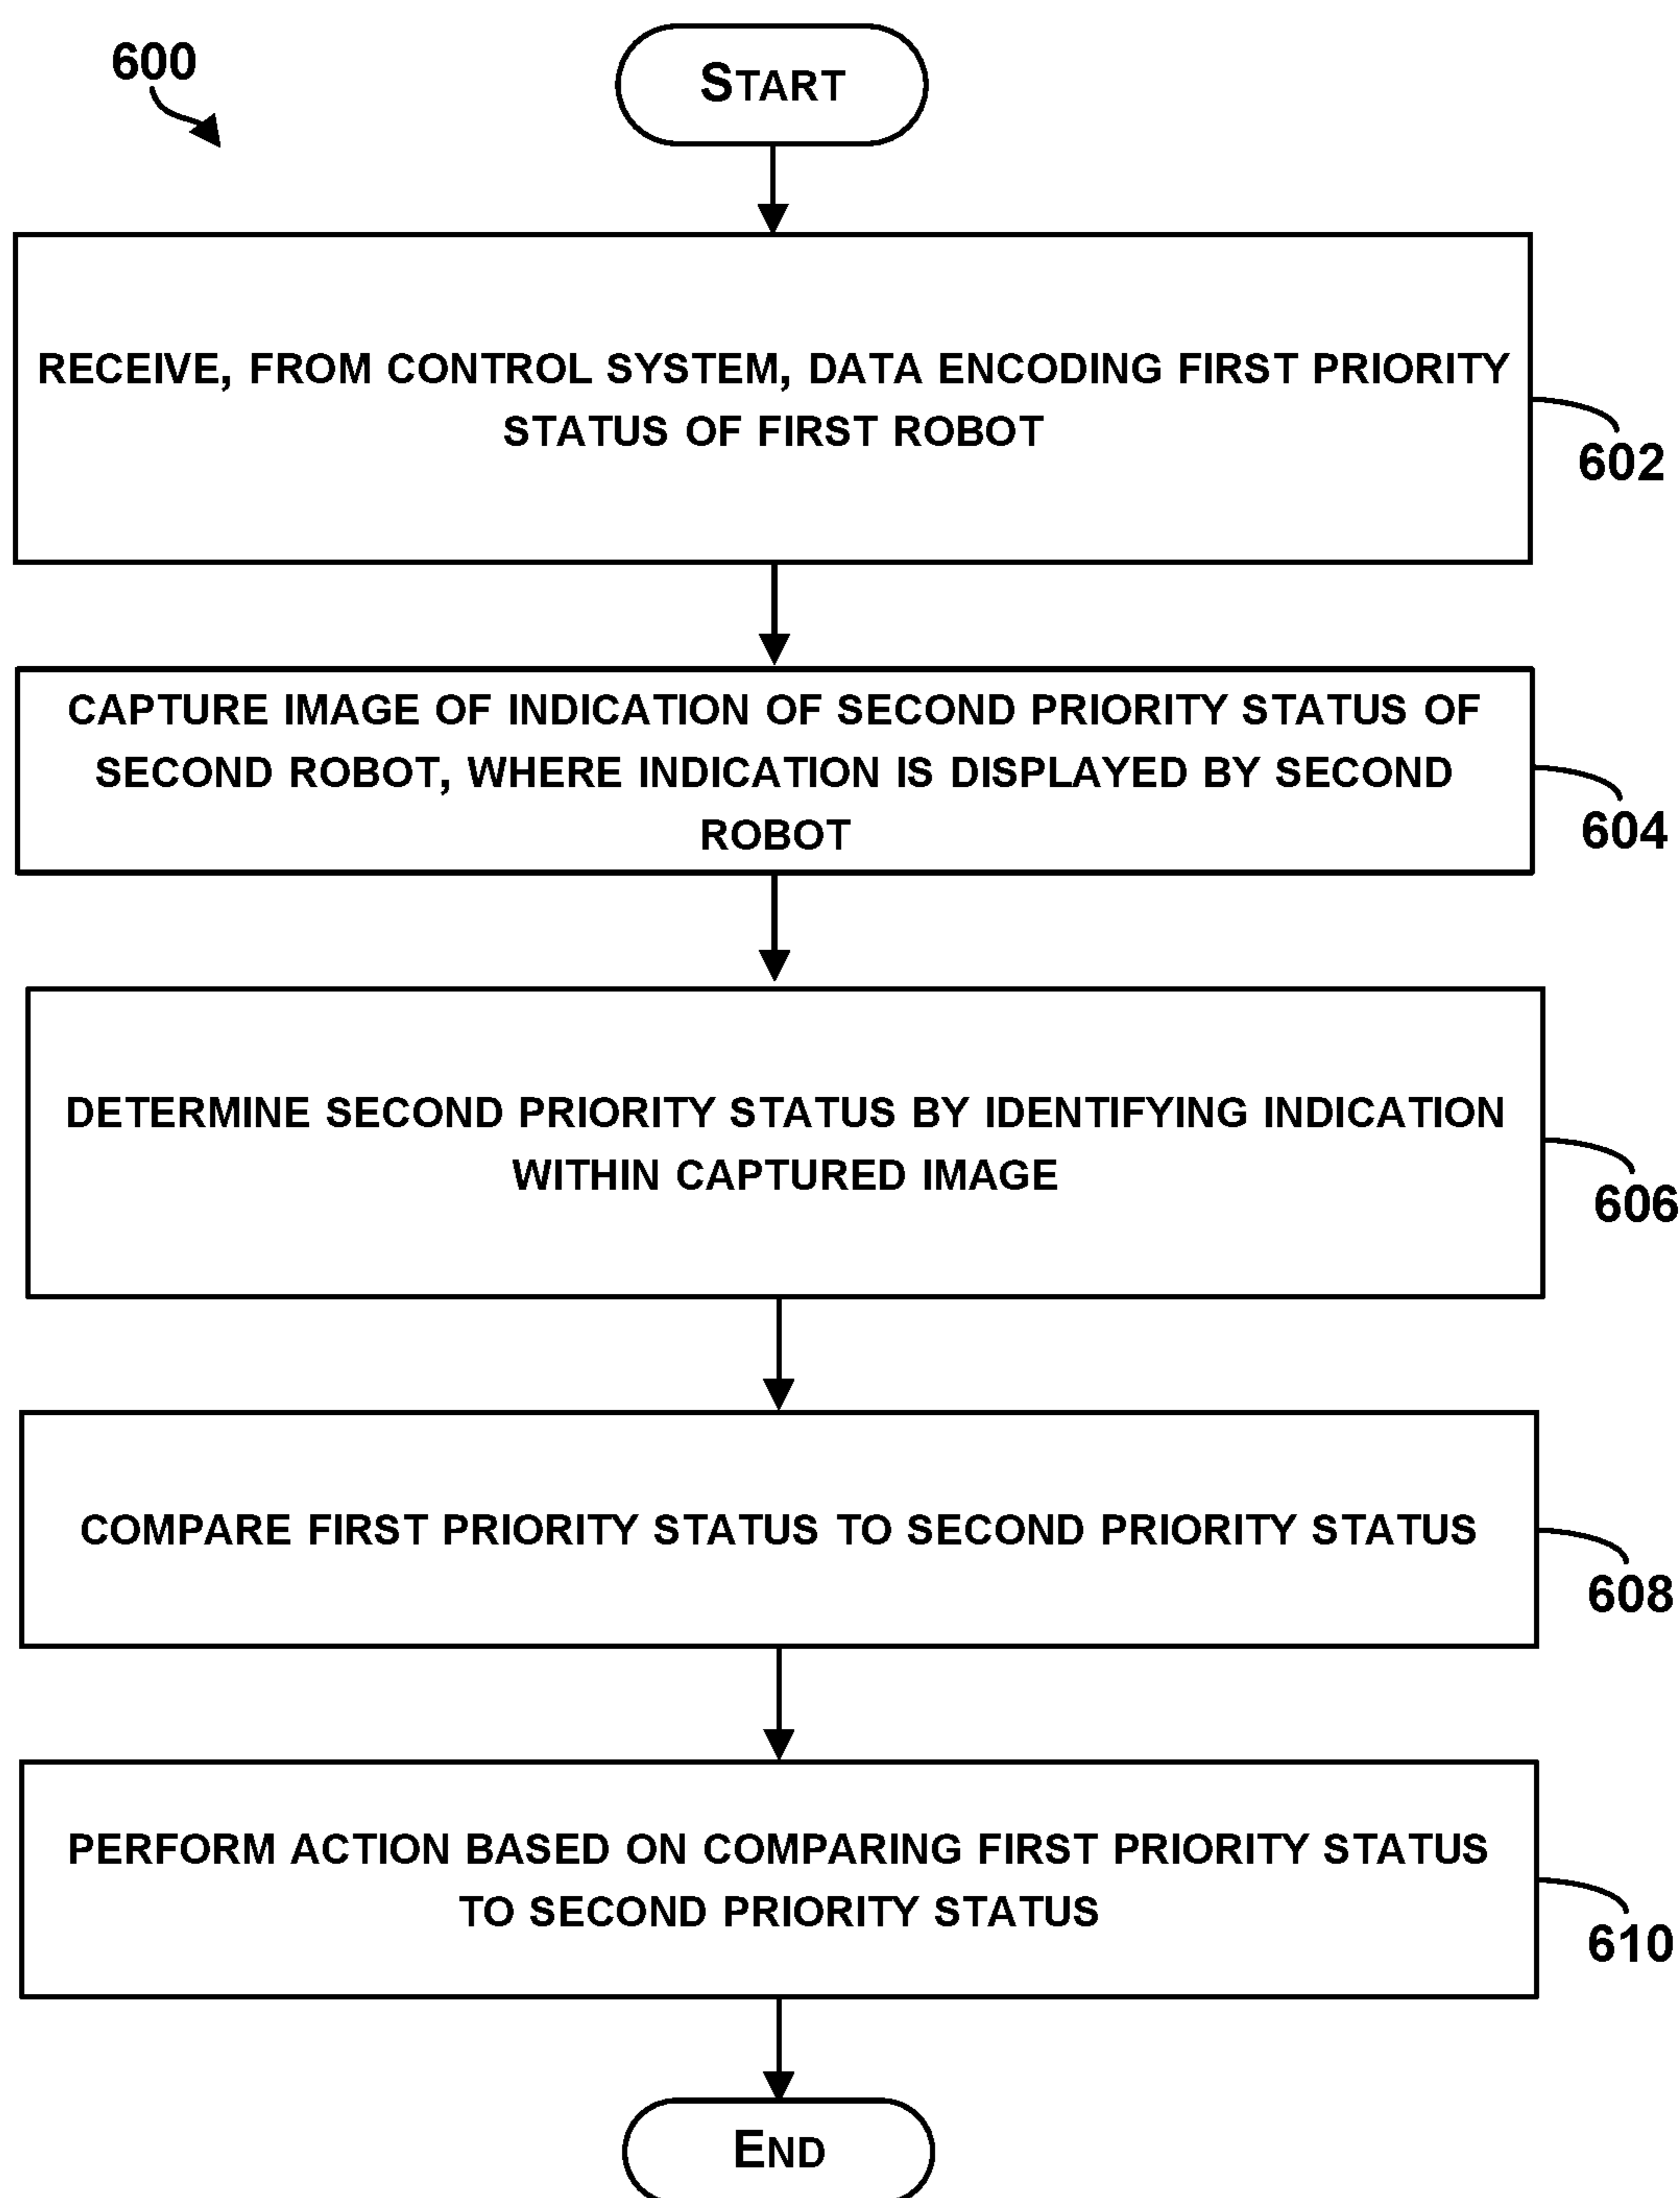 600
START
RECEIVE, FROM CONTROL SYSTEM, DATA ENCODING FIRST PRIORITY
STATUS OF FIRST ROBOT
602
CAPTURE IMAGE OF INDICATION OF SECOND PRIORITY STATUS OF
SECOND ROBOT, WHERE INDICATION IS DISPLAYED BY SECOND
ROBOT
604
DETERMINE SECOND PRIORITY STATUS BY IDENTIFYING INDICATION
WITHIN CAPTURED IMAGE
606
COMPARE FIRST PRIORITY STATUS TO SECOND PRIORITY STATUS
608
PERFORM ACTION BASED ON COMPARING FIRST PRIORITY STATUS
TO SECOND PRIORITY STATUS
610
END